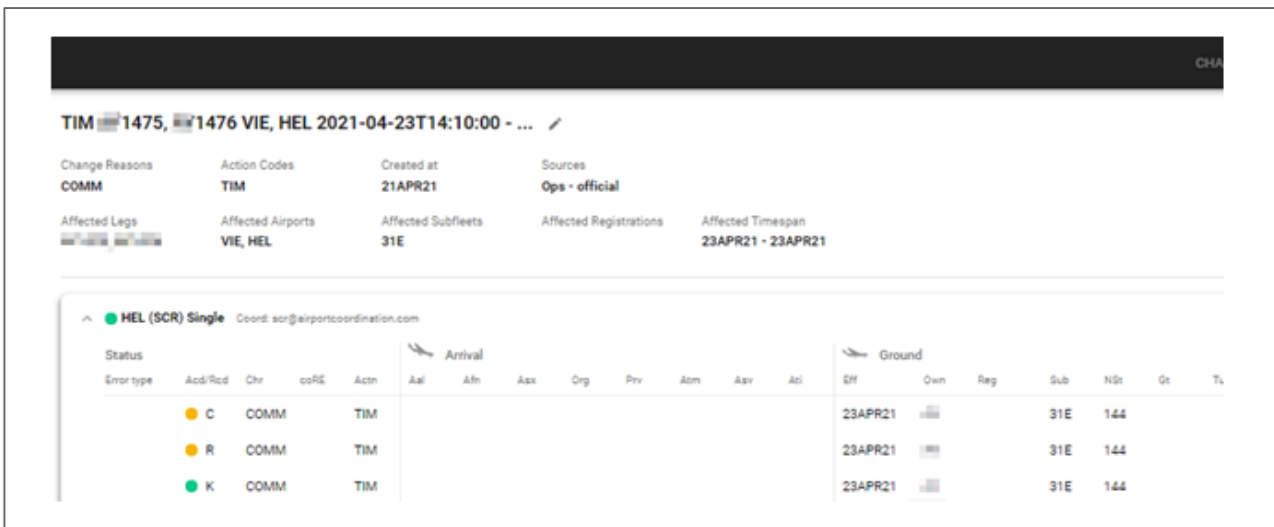 CHA
TIM 1475, 1476 VIE, HEL 2021-04-23T14:10:00 - ...
Change Reasons Action Codes Created at Sources
COMM TIM 21APR21 Ops - official
Affected Legs Affected Airports Affected Subfleets Affected Registrations Affected Timespan
VIE, HEL 31E 23APR21 - 23APR21
HEL (SCR) Single Coord: scr@airportcoordination.com
Status Arrival Ground
Error type Acd/Rcd Chr coRE Actn Aal Afn Aax Org Prv Atm Aav Ati Eff Own Reg Sub NSt Gt Tu
C COMM TIM 23APR21 31E 144
R COMM TIM 23APR21 31E 144
K COMM TIM 23APR21 31E 144